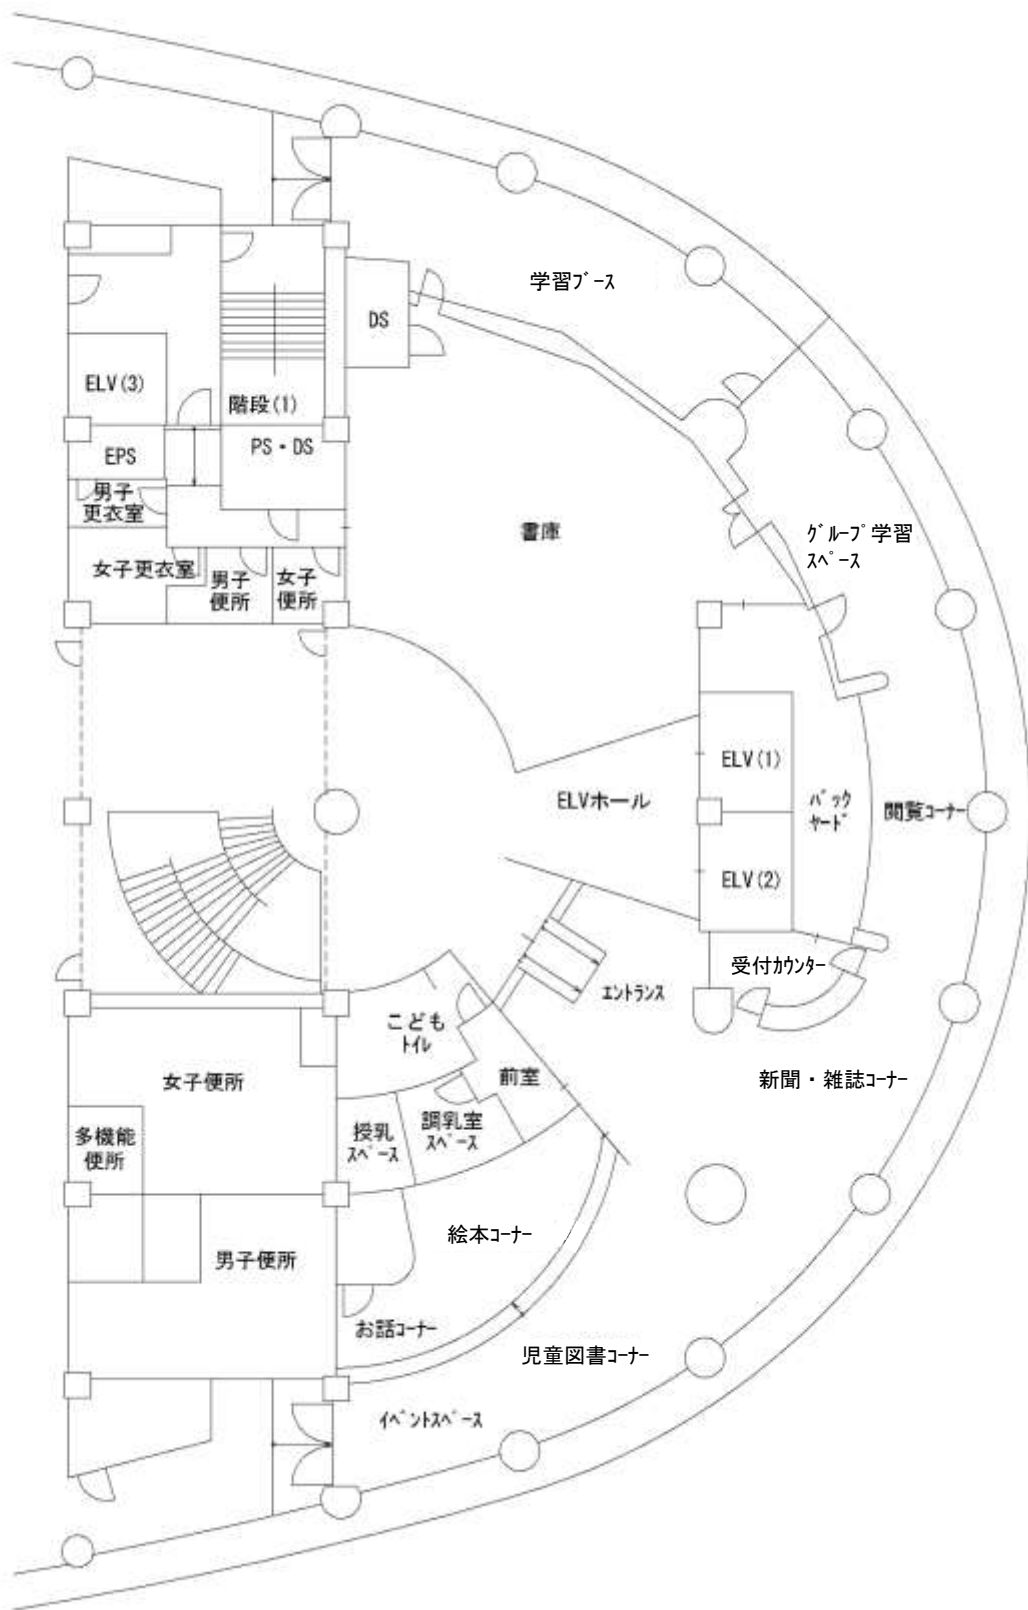 学習ﾌﾞｰｽ
DS
ELV(3)
階段(1)
EPS
PS・DS
男子
更衣室
書庫
ｸﾞﾙｰﾌﾟ学習
ｽﾍﾟｰｽ
女子更衣室
男子
便所
女子
便所
ELV(1)
ELVホール
ﾊﾞｯｸ
ﾔｰﾄﾞ
閲覧ｺｰﾅｰ
ELV(2)
受付ｶｳﾝﾀｰ
ｴﾝﾄﾗﾝｽ
こども
ﾄｲﾚ
女子便所
前室
新聞・雑誌ｺｰﾅｰ
多機能
便所
授乳
ｽﾍﾟｰｽ
調乳室
ｽﾍﾟｰｽ
絵本ｺｰﾅｰ
男子便所
お話ｺｰﾅｰ
児童図書ｺｰﾅｰ
ｲﾍﾞﾝﾄｽﾍﾟｰｽ